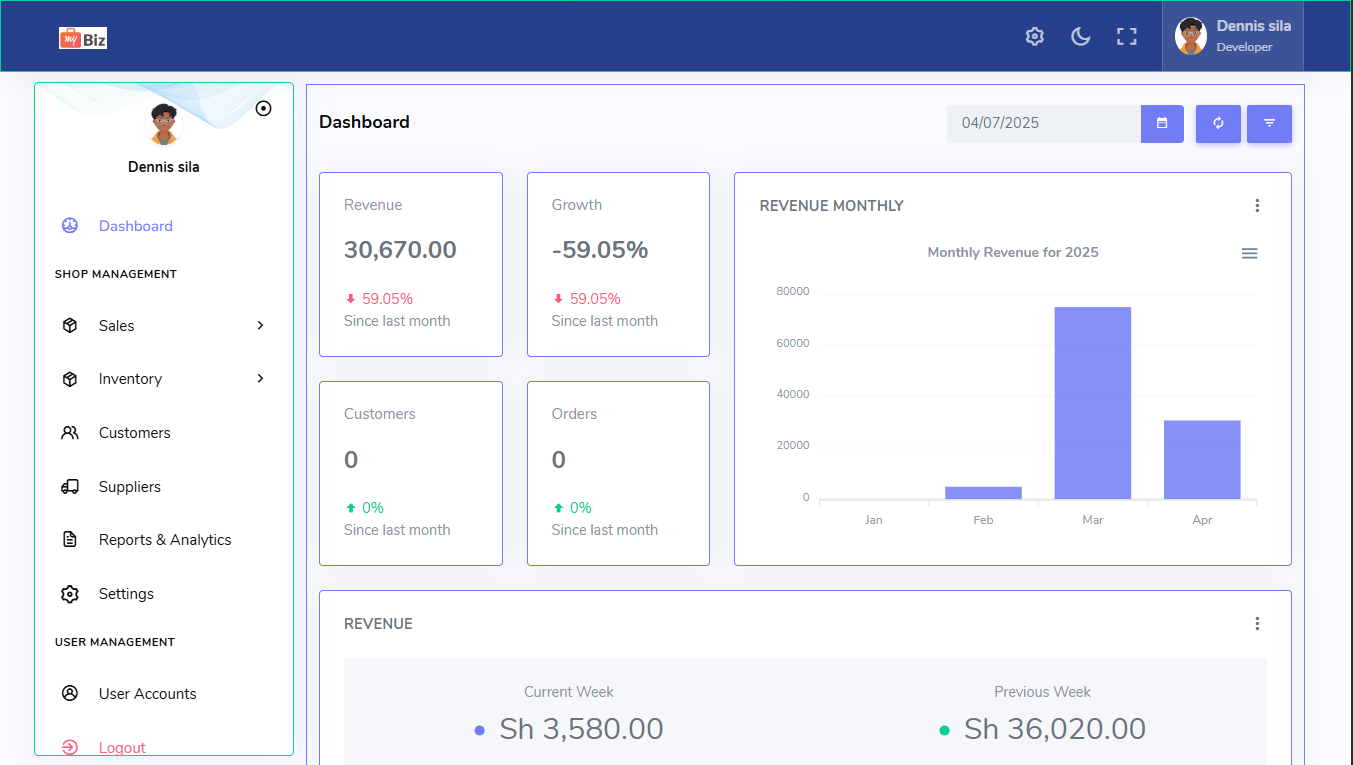 my Biz
Dennis sila
Developer
Dennis sila
Dashboard
SHOP MANAGEMENT
Sales
Inventory
Customers
Suppliers
Reports & Analytics
Settings
USER MANAGEMENT
User Accounts
Logout
Dashboard
04/07/2025
Revenue
30,670.00
59.05%
Since last month
Growth
-59.05%
59.05%
Since last month
Customers
0
0%
Since last month
Orders
0
0%
Since last month
REVENUE MONTHLY
Monthly Revenue for 2025
80000
60000
40000
20000
0
Jan Feb Mar Apr
REVENUE
Current Week
Sh 3,580.00
Previous Week
Sh 36,020.00